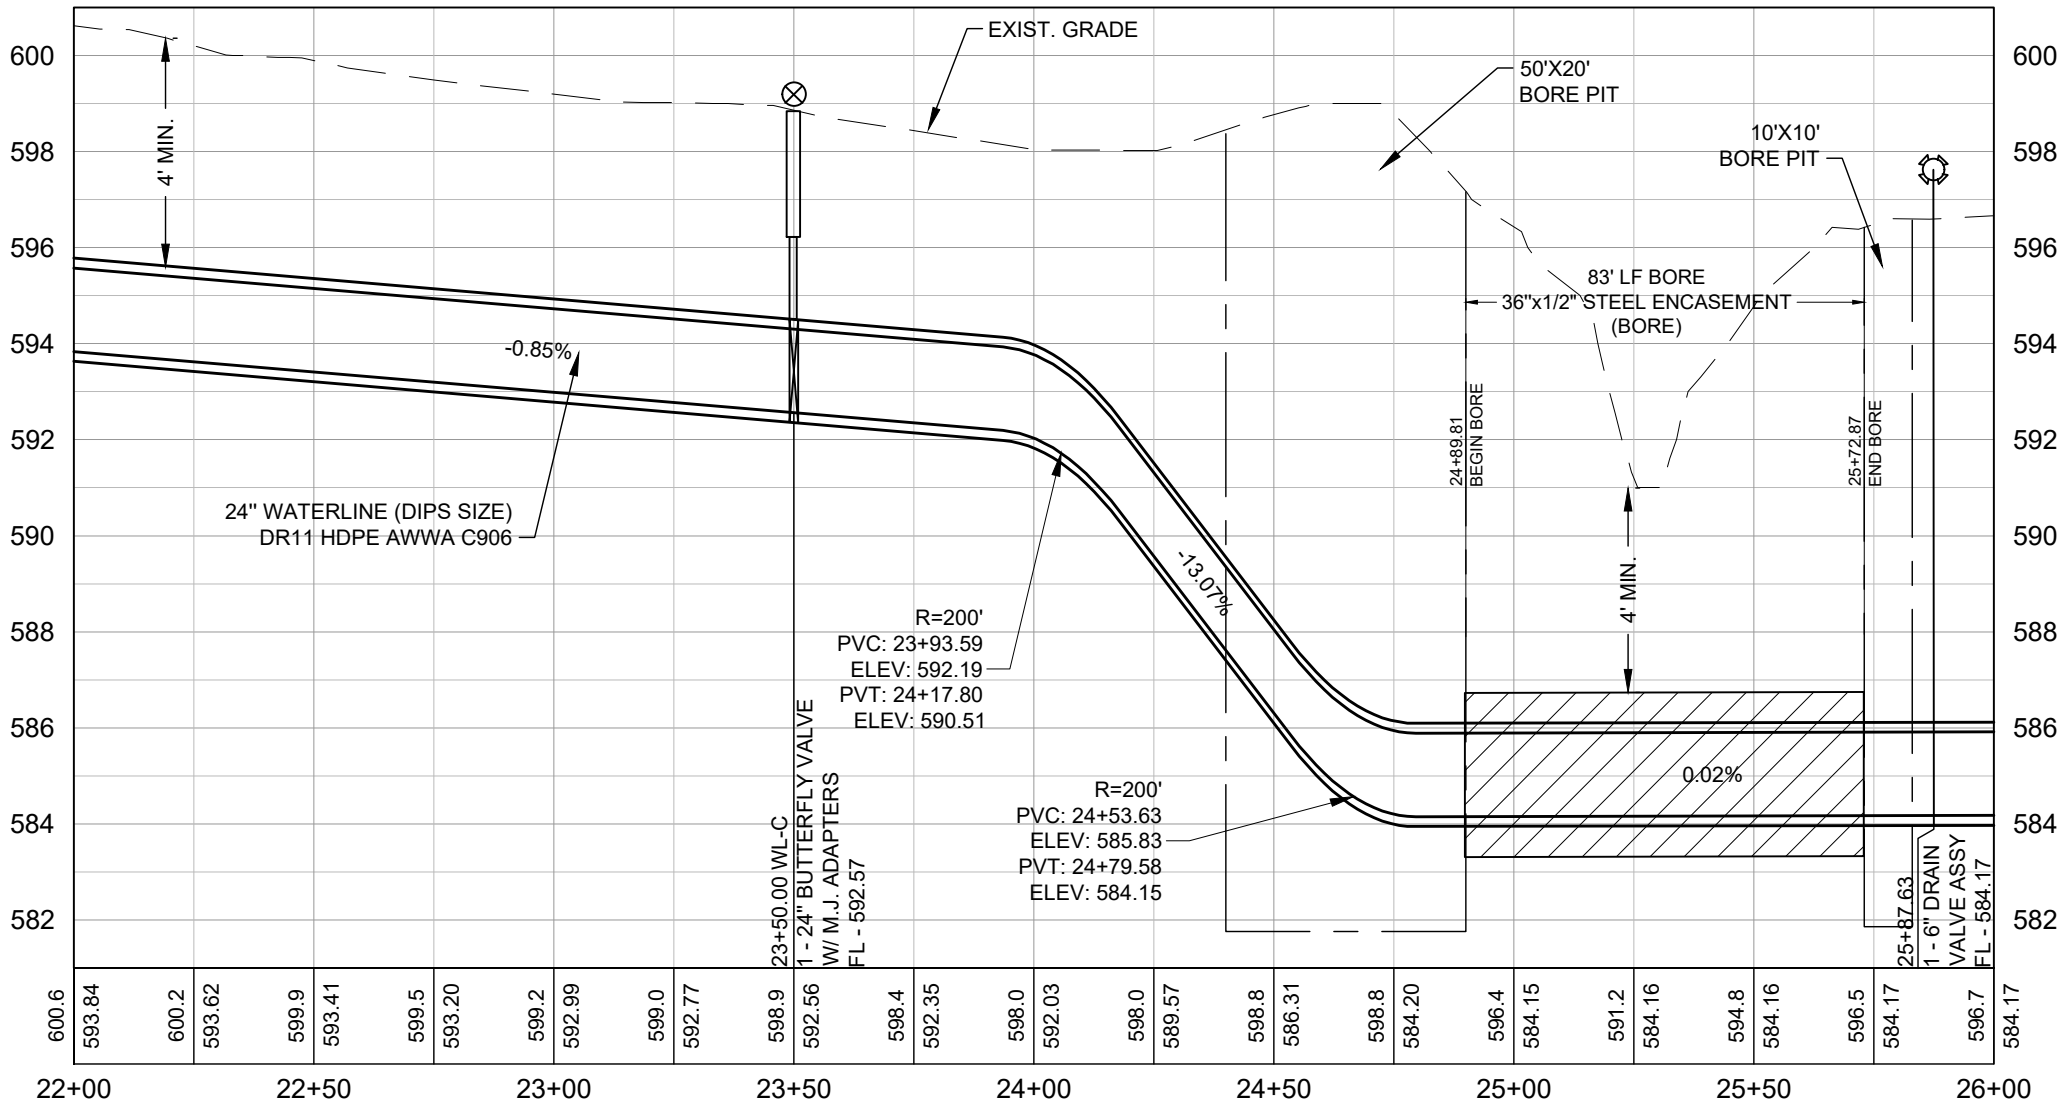 600
598
596
594
592
590
588
586
584
582
600
598
596
594
592
590
588
586
584
582
EXIST. GRADE
50'X20'
BORE PIT
10'X10'
BORE PIT
4' MIN.
83' LF BORE
36"x1/2" STEEL ENCASEMENT
(BORE)
-0.85%
24" WATERLINE (DIPS SIZE)
DR11 HDPE AWWA C906
24+89.81
BEGIN BORE
25+72.87
END BORE
-13.07%
4' MIN.
R=200'
PVC: 23+93.59
ELEV: 592.19
PVT: 24+17.80
ELEV: 590.51
R=200'
PVC: 24+53.63
ELEV: 585.83
PVT: 24+79.58
ELEV: 584.15
0.02%
23+50.00 WL-C
1 - 24" BUTTERFLY VALVE
W/ M.J. ADAPTERS
FL - 592.57
25+87.63
1 - 6" DRAIN
VALVE ASSY
FL - 584.17
600.6
593.84
600.2
593.62
599.9
593.41
599.5
593.20
599.2
592.99
599.0
592.77
598.9
592.56
598.4
592.35
598.0
592.03
598.0
589.57
598.8
586.31
598.8
584.20
596.4
584.15
591.2
584.16
594.8
584.16
596.5
584.17
596.7
584.17
22+00
22+50
23+00
23+50
24+00
24+50
25+00
25+50
26+00